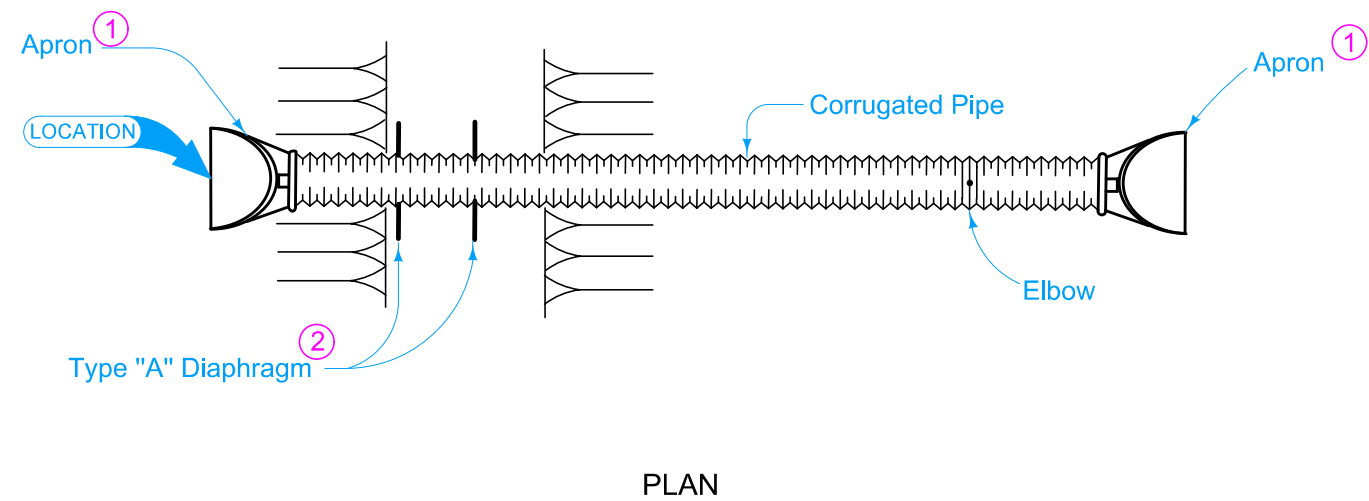 Apron 1
Apron 1
LOCATION
Corrugated Pipe
Elbow
Type "A" Diaphragm 2
PLAN